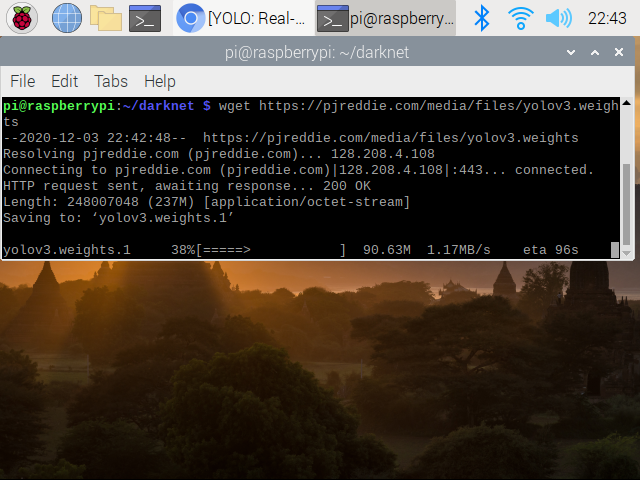 [YOLO: Real-...
pi@raspberry...
22:43
pi@raspberrypi: ~/darknet
File Edit Tabs Help
pi@raspberrypi:~/darknet $ wget https://pjreddie.com/media/files/yolov3.weigh
ts
--2020-12-03 22:42:48--  https://pjreddie.com/media/files/yolov3.weights
Resolving pjreddie.com (pjreddie.com)... 128.208.4.108
Connecting to pjreddie.com (pjreddie.com)|128.208.4.108|:443... connected.
HTTP request sent, awaiting response... 200 OK
Length: 248007048 (237M) [application/octet-stream]
Saving to: ‘yolov3.weights.1’
yolov3.weights.1     38%[=====>           ]  90.63M  1.17MB/s    eta 96s